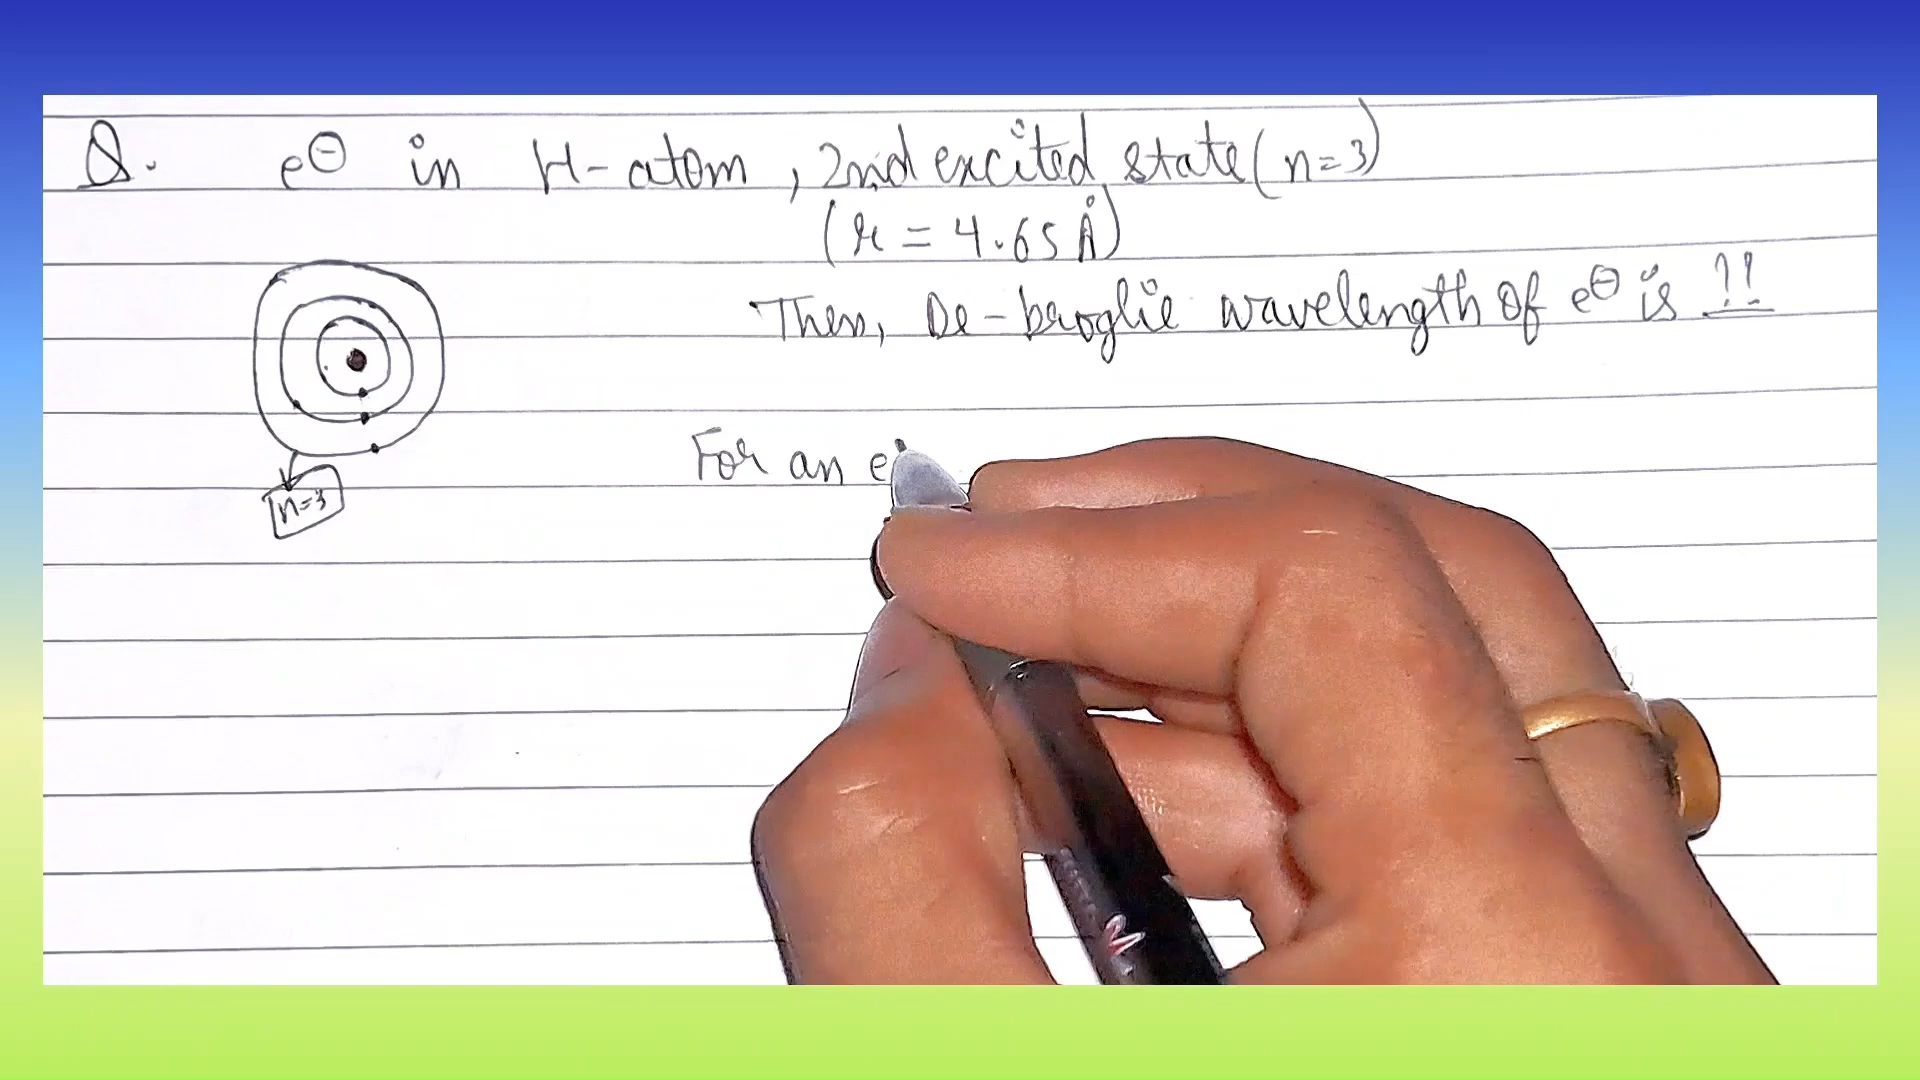 Q. e⊖ in H-atom, 2nd excited state (n=3)
(r = 4.65 Å)
Then, De-broglie wavelength of e⊖ is ??
n=3
For an e